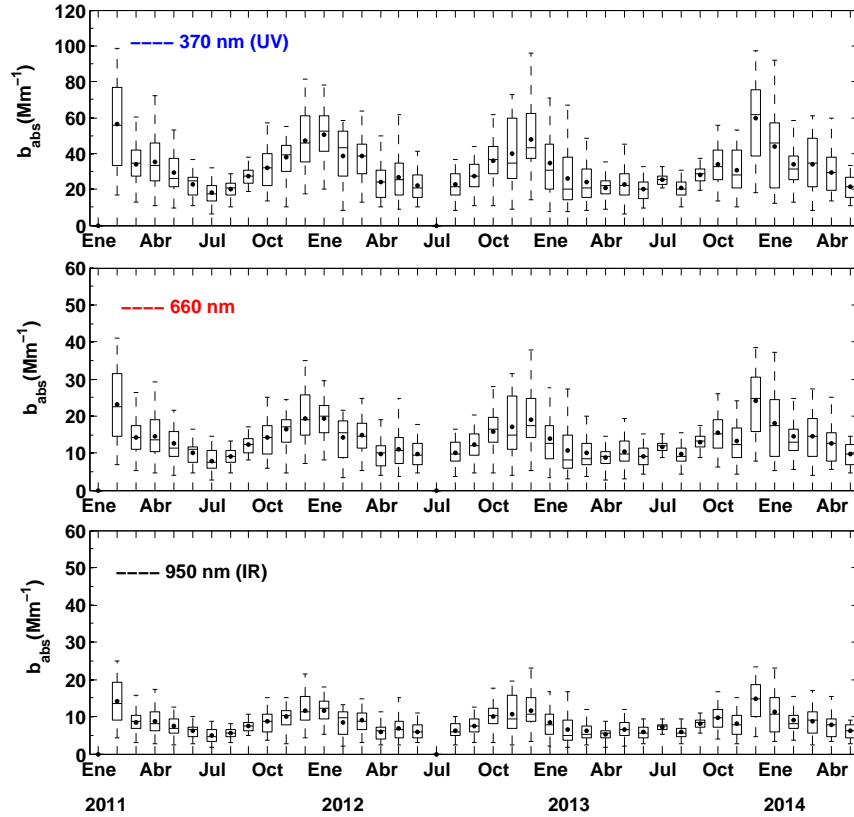 120
100
80
60
40
20
0
b_abs(Mm⁻¹)
---- 370 nm (UV)
Ene Abr Jul Oct Ene Abr Jul Oct Ene Abr Jul Oct Ene Abr
60
50
40
30
20
10
0
b_abs(Mm⁻¹)
---- 660 nm
Ene Abr Jul Oct Ene Abr Jul Oct Ene Abr Jul Oct Ene Abr
60
50
40
30
20
10
0
b_abs(Mm⁻¹)
---- 950 nm (IR)
Ene Abr Jul Oct Ene Abr Jul Oct Ene Abr Jul Oct Ene Abr
2011 2012 2013 2014